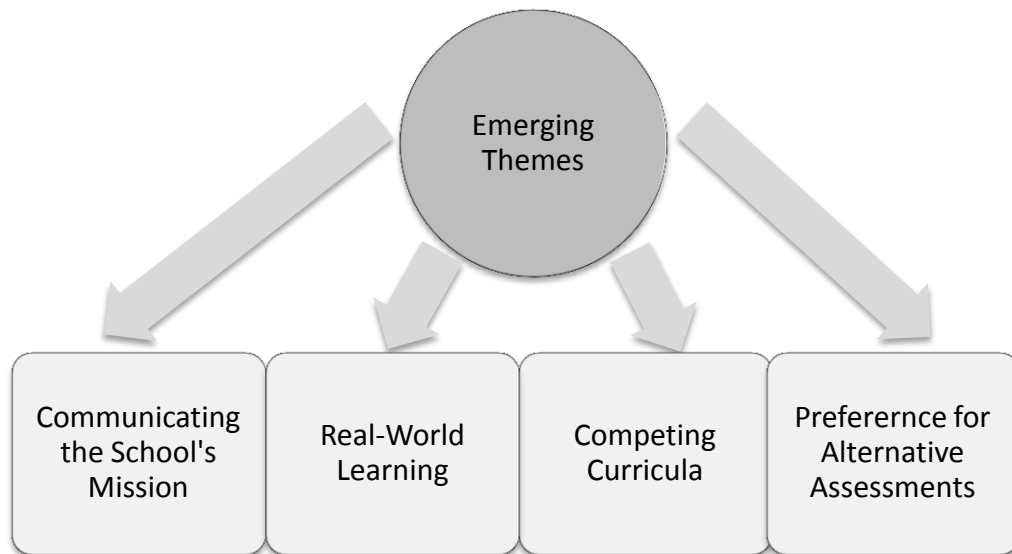 Emerging
Themes
Communicating
the School's
Mission
Real-World
Learning
Competing
Curricula
Preferernce for
Alternative
Assessments